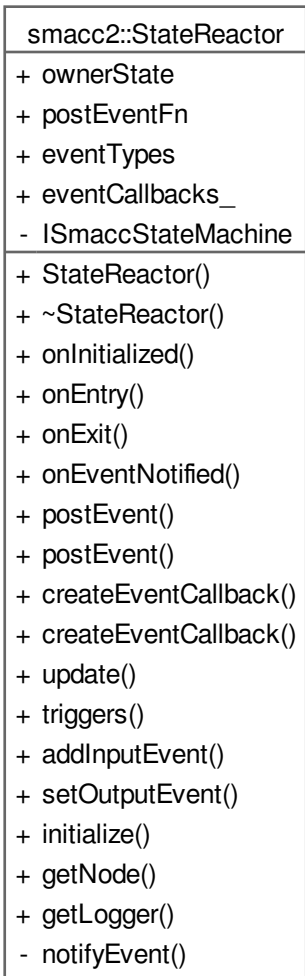 smacc2::StateReactor
+ ownerState
+ postEventFn
+ eventTypes
+ eventCallbacks_
- ISmaccStateMachine
+ StateReactor()
+ ~StateReactor()
+ onInitialized()
+ onEntry()
+ onExit()
+ onEventNotified()
+ postEvent()
+ postEvent()
+ createEventCallback()
+ createEventCallback()
+ update()
+ triggers()
+ addInputEvent()
+ setOutputEvent()
+ initialize()
+ getNode()
+ getLogger()
- notifyEvent()